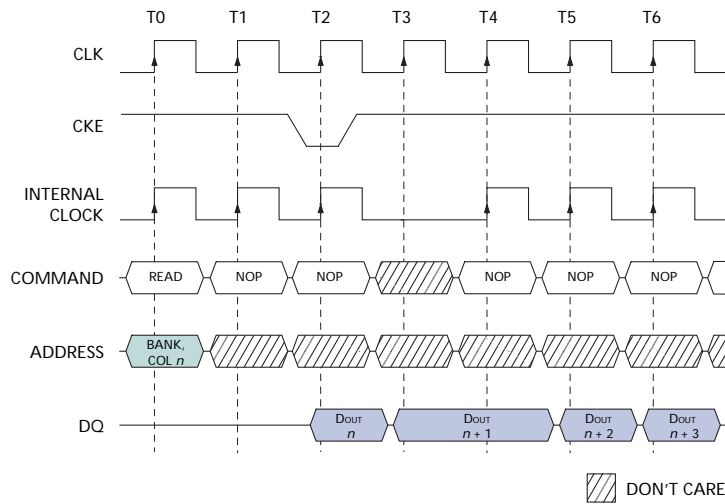 T0 T1 T2 T3 T4 T5 T6
CLK
CKE
INTERNAL
CLOCK
COMMAND READ NOP NOP NOP NOP NOP
ADDRESS BANK,
COL n
DQ DOUT DOUT DOUT DOUT
n n + 1 n + 2 n + 3
DON'T CARE